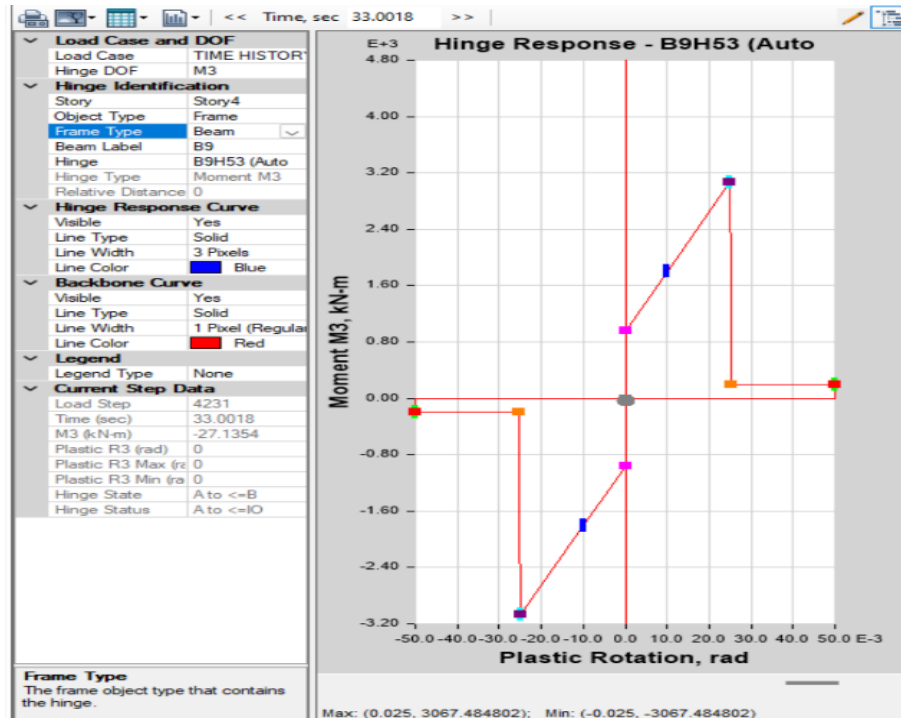 << Time, sec 33.0018 >>
Load Case and DOF
Load Case TIME HISTOR
Hinge DOF M3
Hinge Identification
Story Story4
Object Type Frame
Frame Type Beam
Beam Label B9
Hinge B9H53 (Auto
Hinge Type Moment M3
Relative Distance 0
Hinge Response Curve
Visible Yes
Line Type Solid
Line Width 3 Pixels
Line Color Blue
Backbone Curve
Visible Yes
Line Type Solid
Line Width 1 Pixel (Regular
Line Color Red
Legend
Legend Type None
Current Step Data
Load Step 4231
Time (sec) 33.0018
M3 (kN-m) -27.1354
Plastic R3 (rad) 0
Plastic R3 Max (ra 0
Plastic R3 Min (ra 0
Hinge State A to <=B
Hinge Status A to <=IO
Frame Type
The frame object type that contains
the hinge.
Hinge Response - B9H53 (Auto
E+3
4.80
4.00
3.20
2.40
1.60
0.80
0.00
-0.80
-1.60
-2.40
-3.20
Moment M3, kN-m
-50.0 -40.0 -30.0 -20.0 -10.0 0.0 10.0 20.0 30.0 40.0 50.0 E-3
Plastic Rotation, rad
Max: (0.025, 3067.484802); Min: (-0.025, -3067.484802)